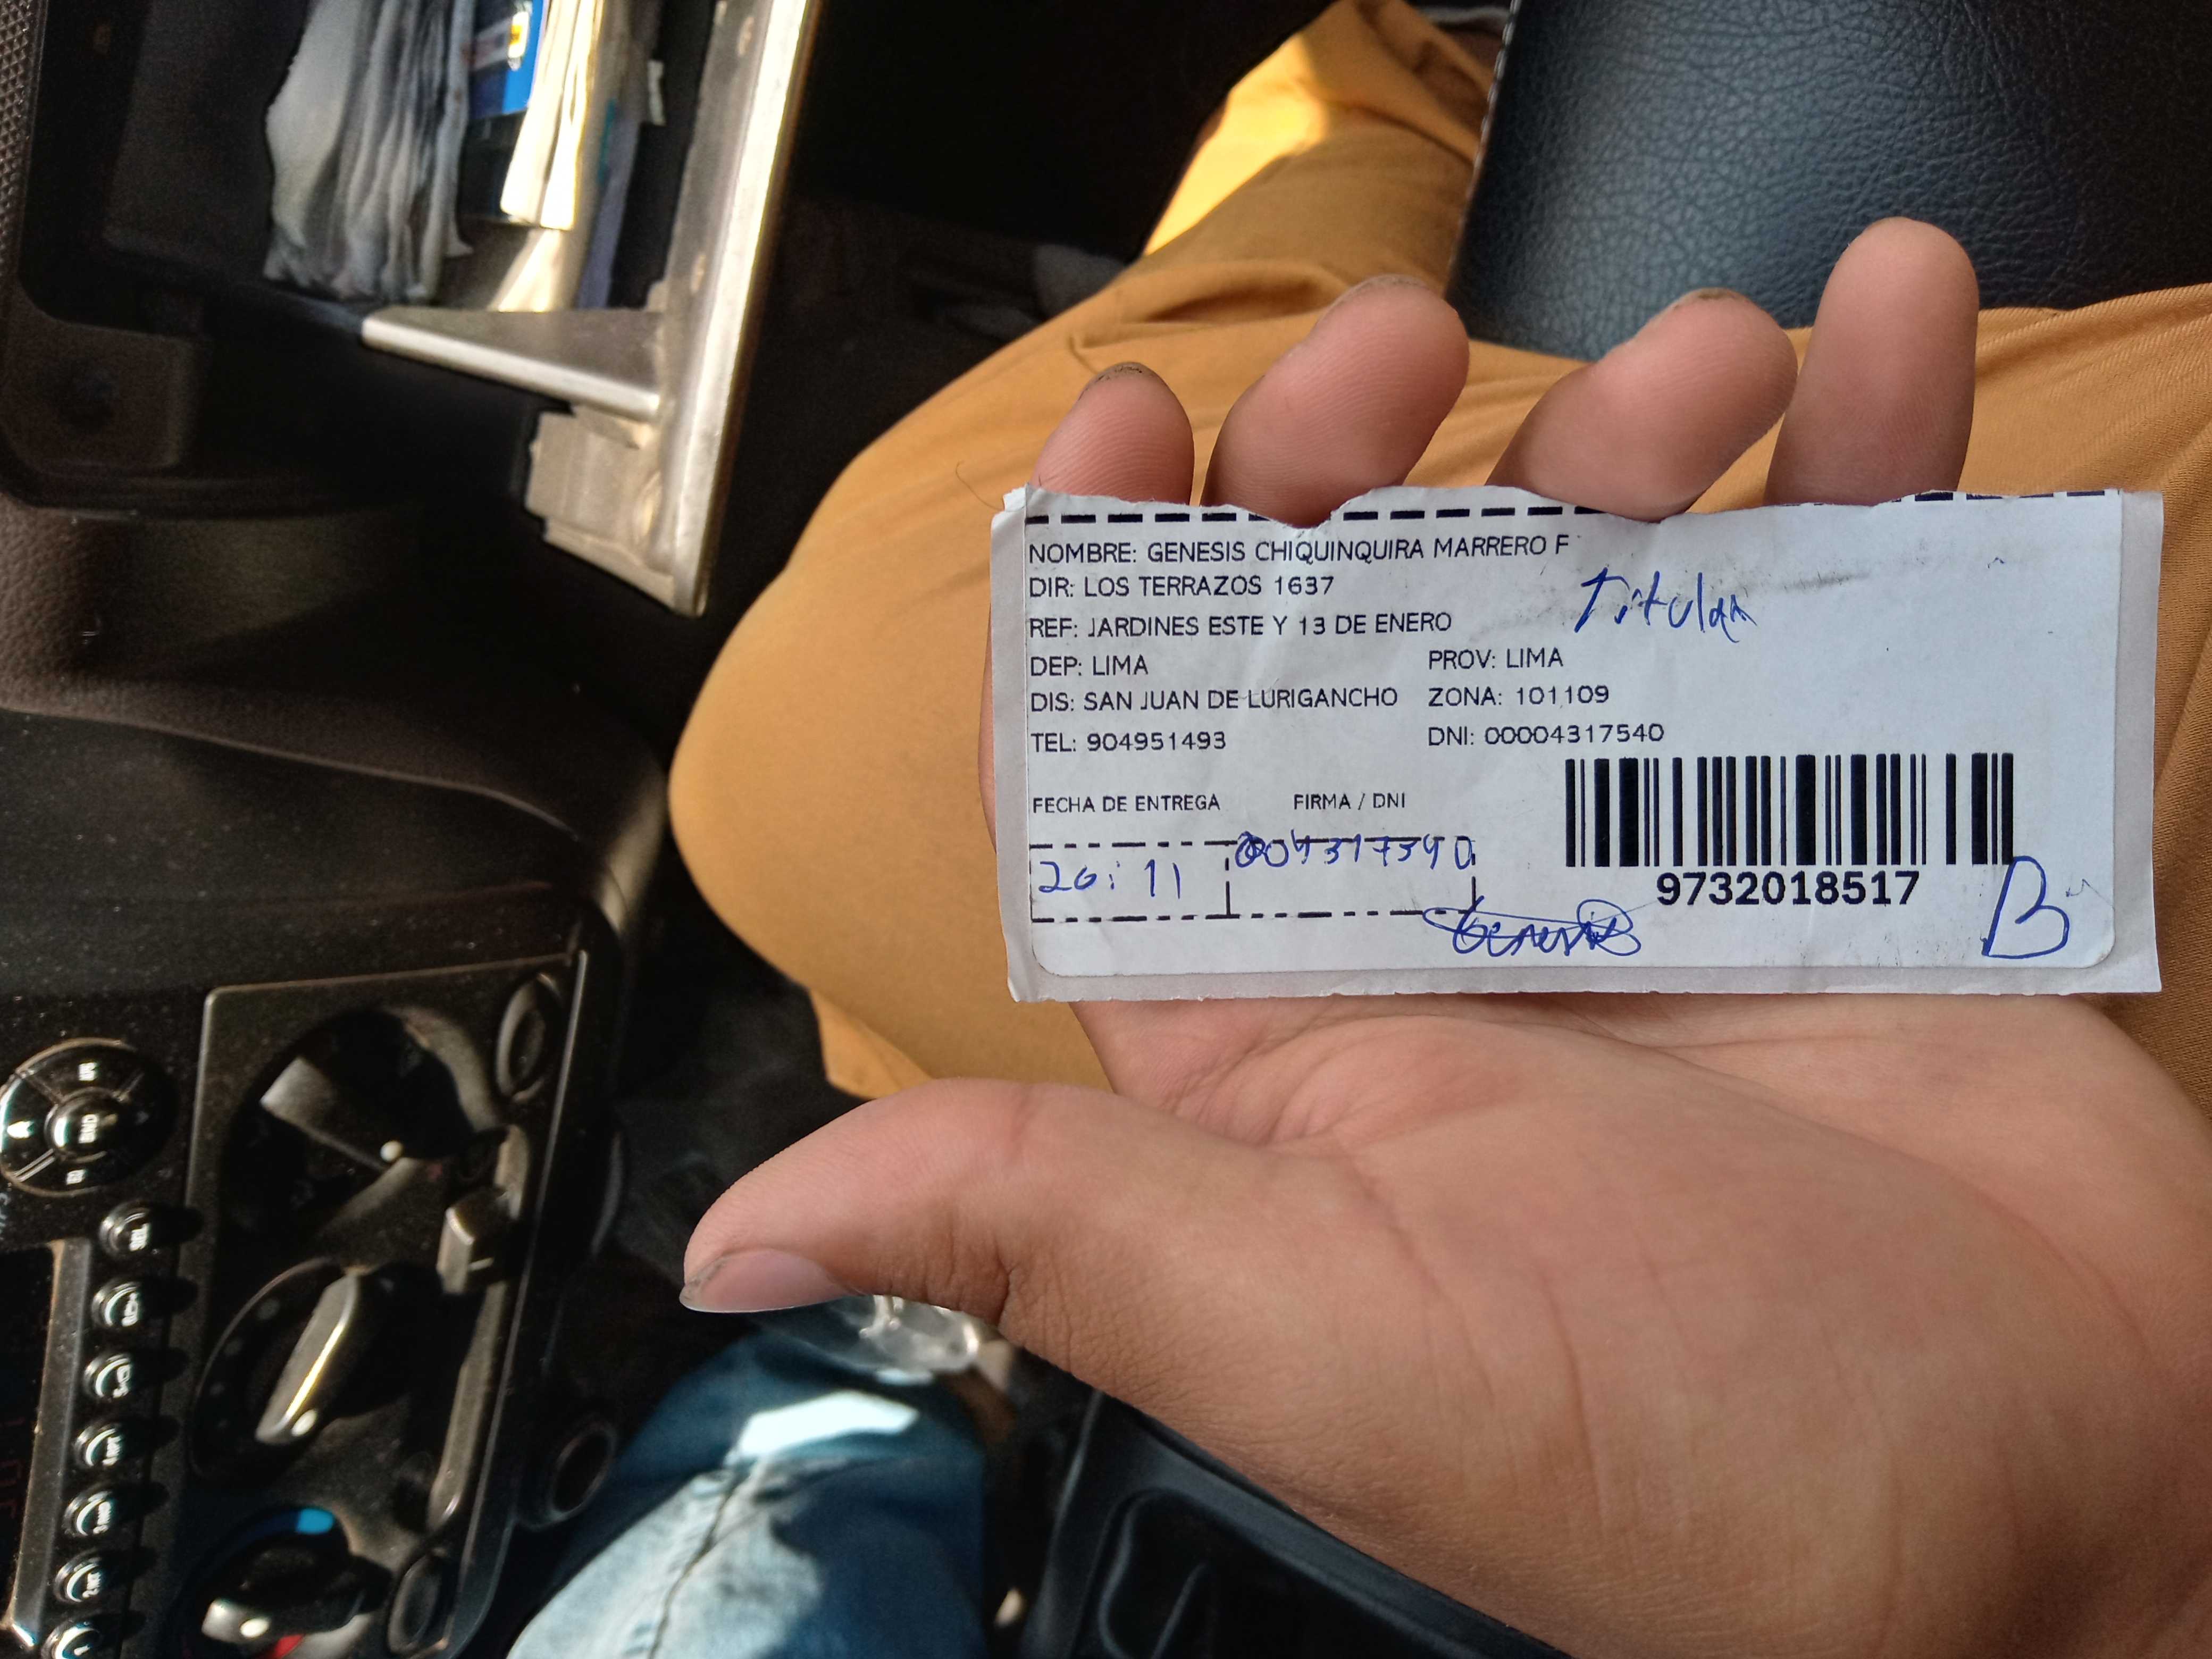 NOMBRE: GENESIS CHIQUINQUIRA MARRERO F
DIR: LOS TERRAZOS 1637
Titular
REF: JARDINES ESTE Y 13 DE ENERO
DEP: LIMA PROV: LIMA
DIS: SAN JUAN DE LURIGANCHO ZONA: 101109
TEL: 904951493 DNI: 00004317540
FECHA DE ENTREGA FIRMA / DNI
26: 11
9732018517
Genesis
B